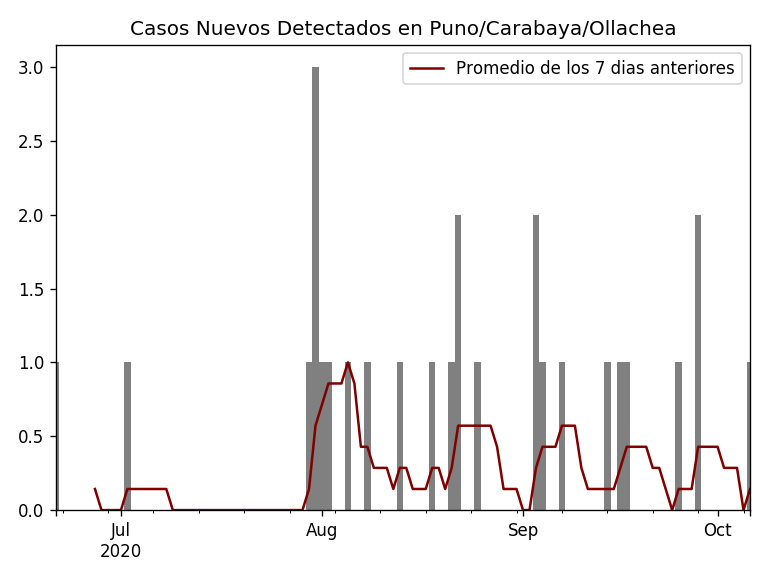 Casos Nuevos Detectados en Puno/Carabaya/Ollachea
Promedio de los 7 dias anteriores
3.0
2.5
2.0
1.5
1.0
0.5
0.0
Jul
2020
Aug
Sep
Oct